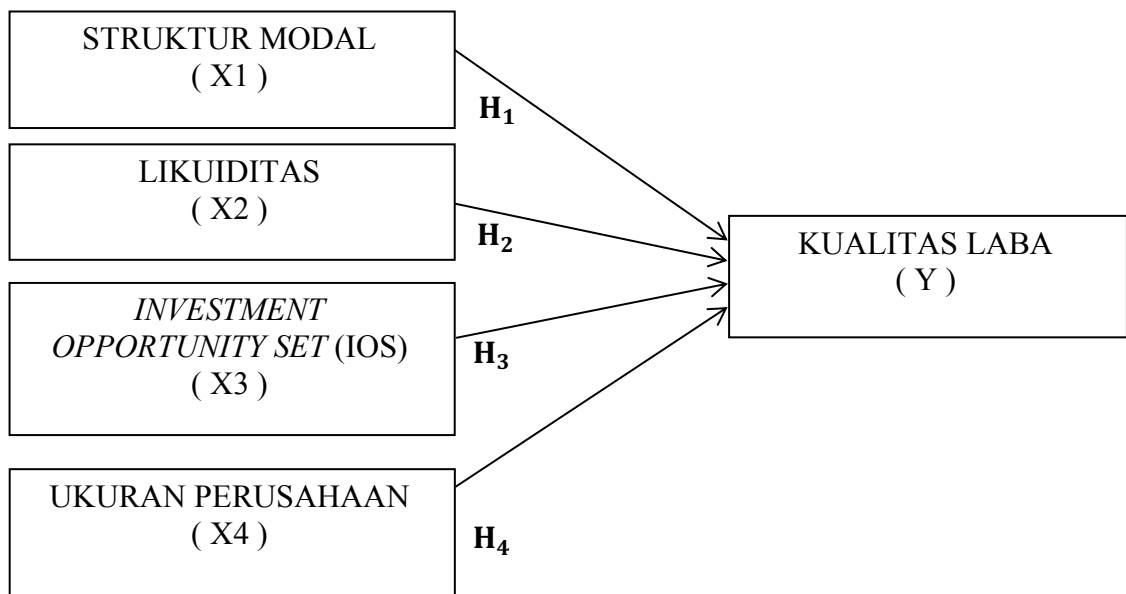 STRUKTUR MODAL
( X1 )
H₁
LIKUIDITAS
( X2 )
H₂
INVESTMENT
OPPORTUNITY SET (IOS)
( X3 )
H₃
UKURAN PERUSAHAAN
( X4 )
H₄
KUALITAS LABA
( Y )